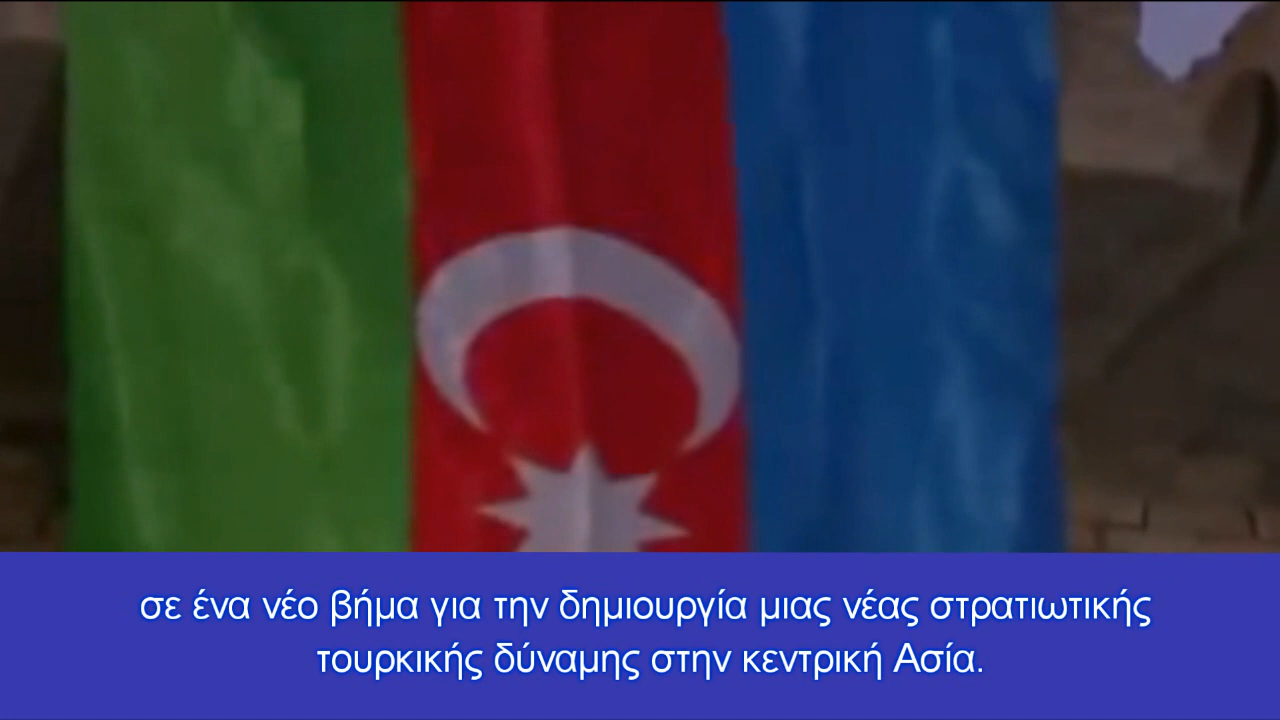 σε ένα νέο βήμα για την δημιουργία μιας νέας στρατιωτικής
τουρκικής δύναμης στην κεντρική Ασία.